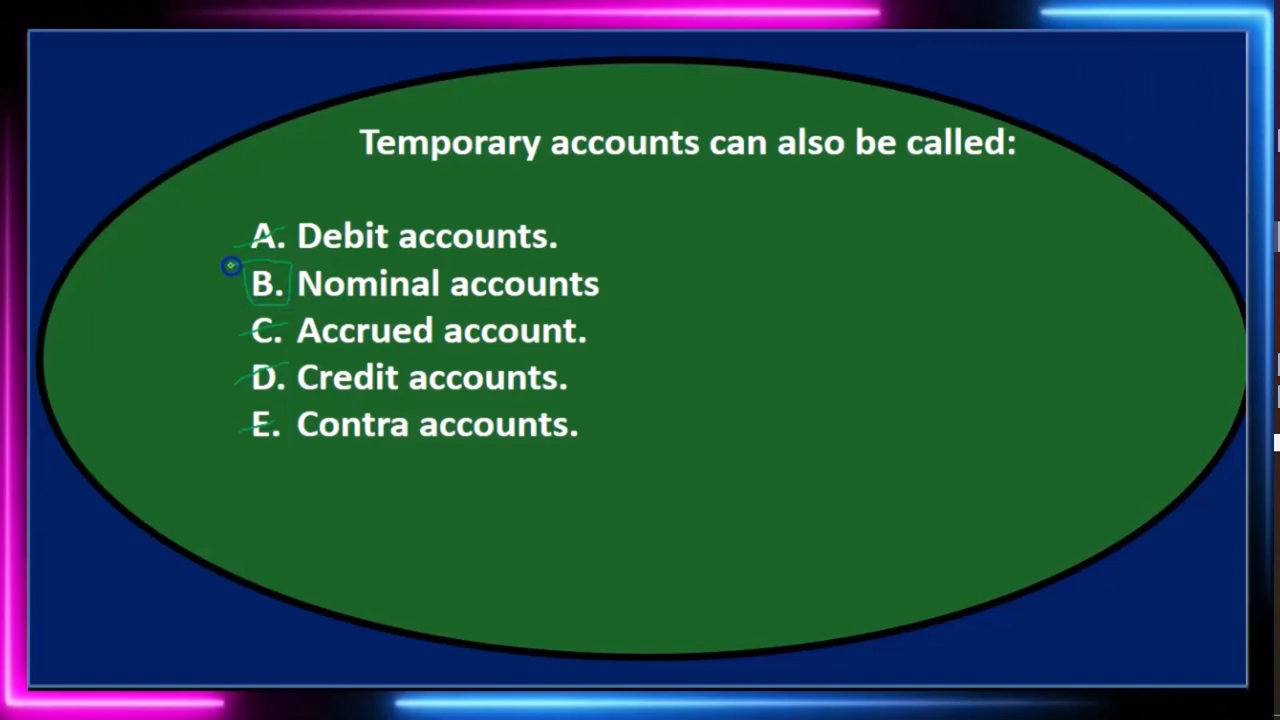 Temporary accounts can also be called:
A. Debit accounts.
B. Nominal accounts
C. Accrued account.
D. Credit accounts.
E. Contra accounts.